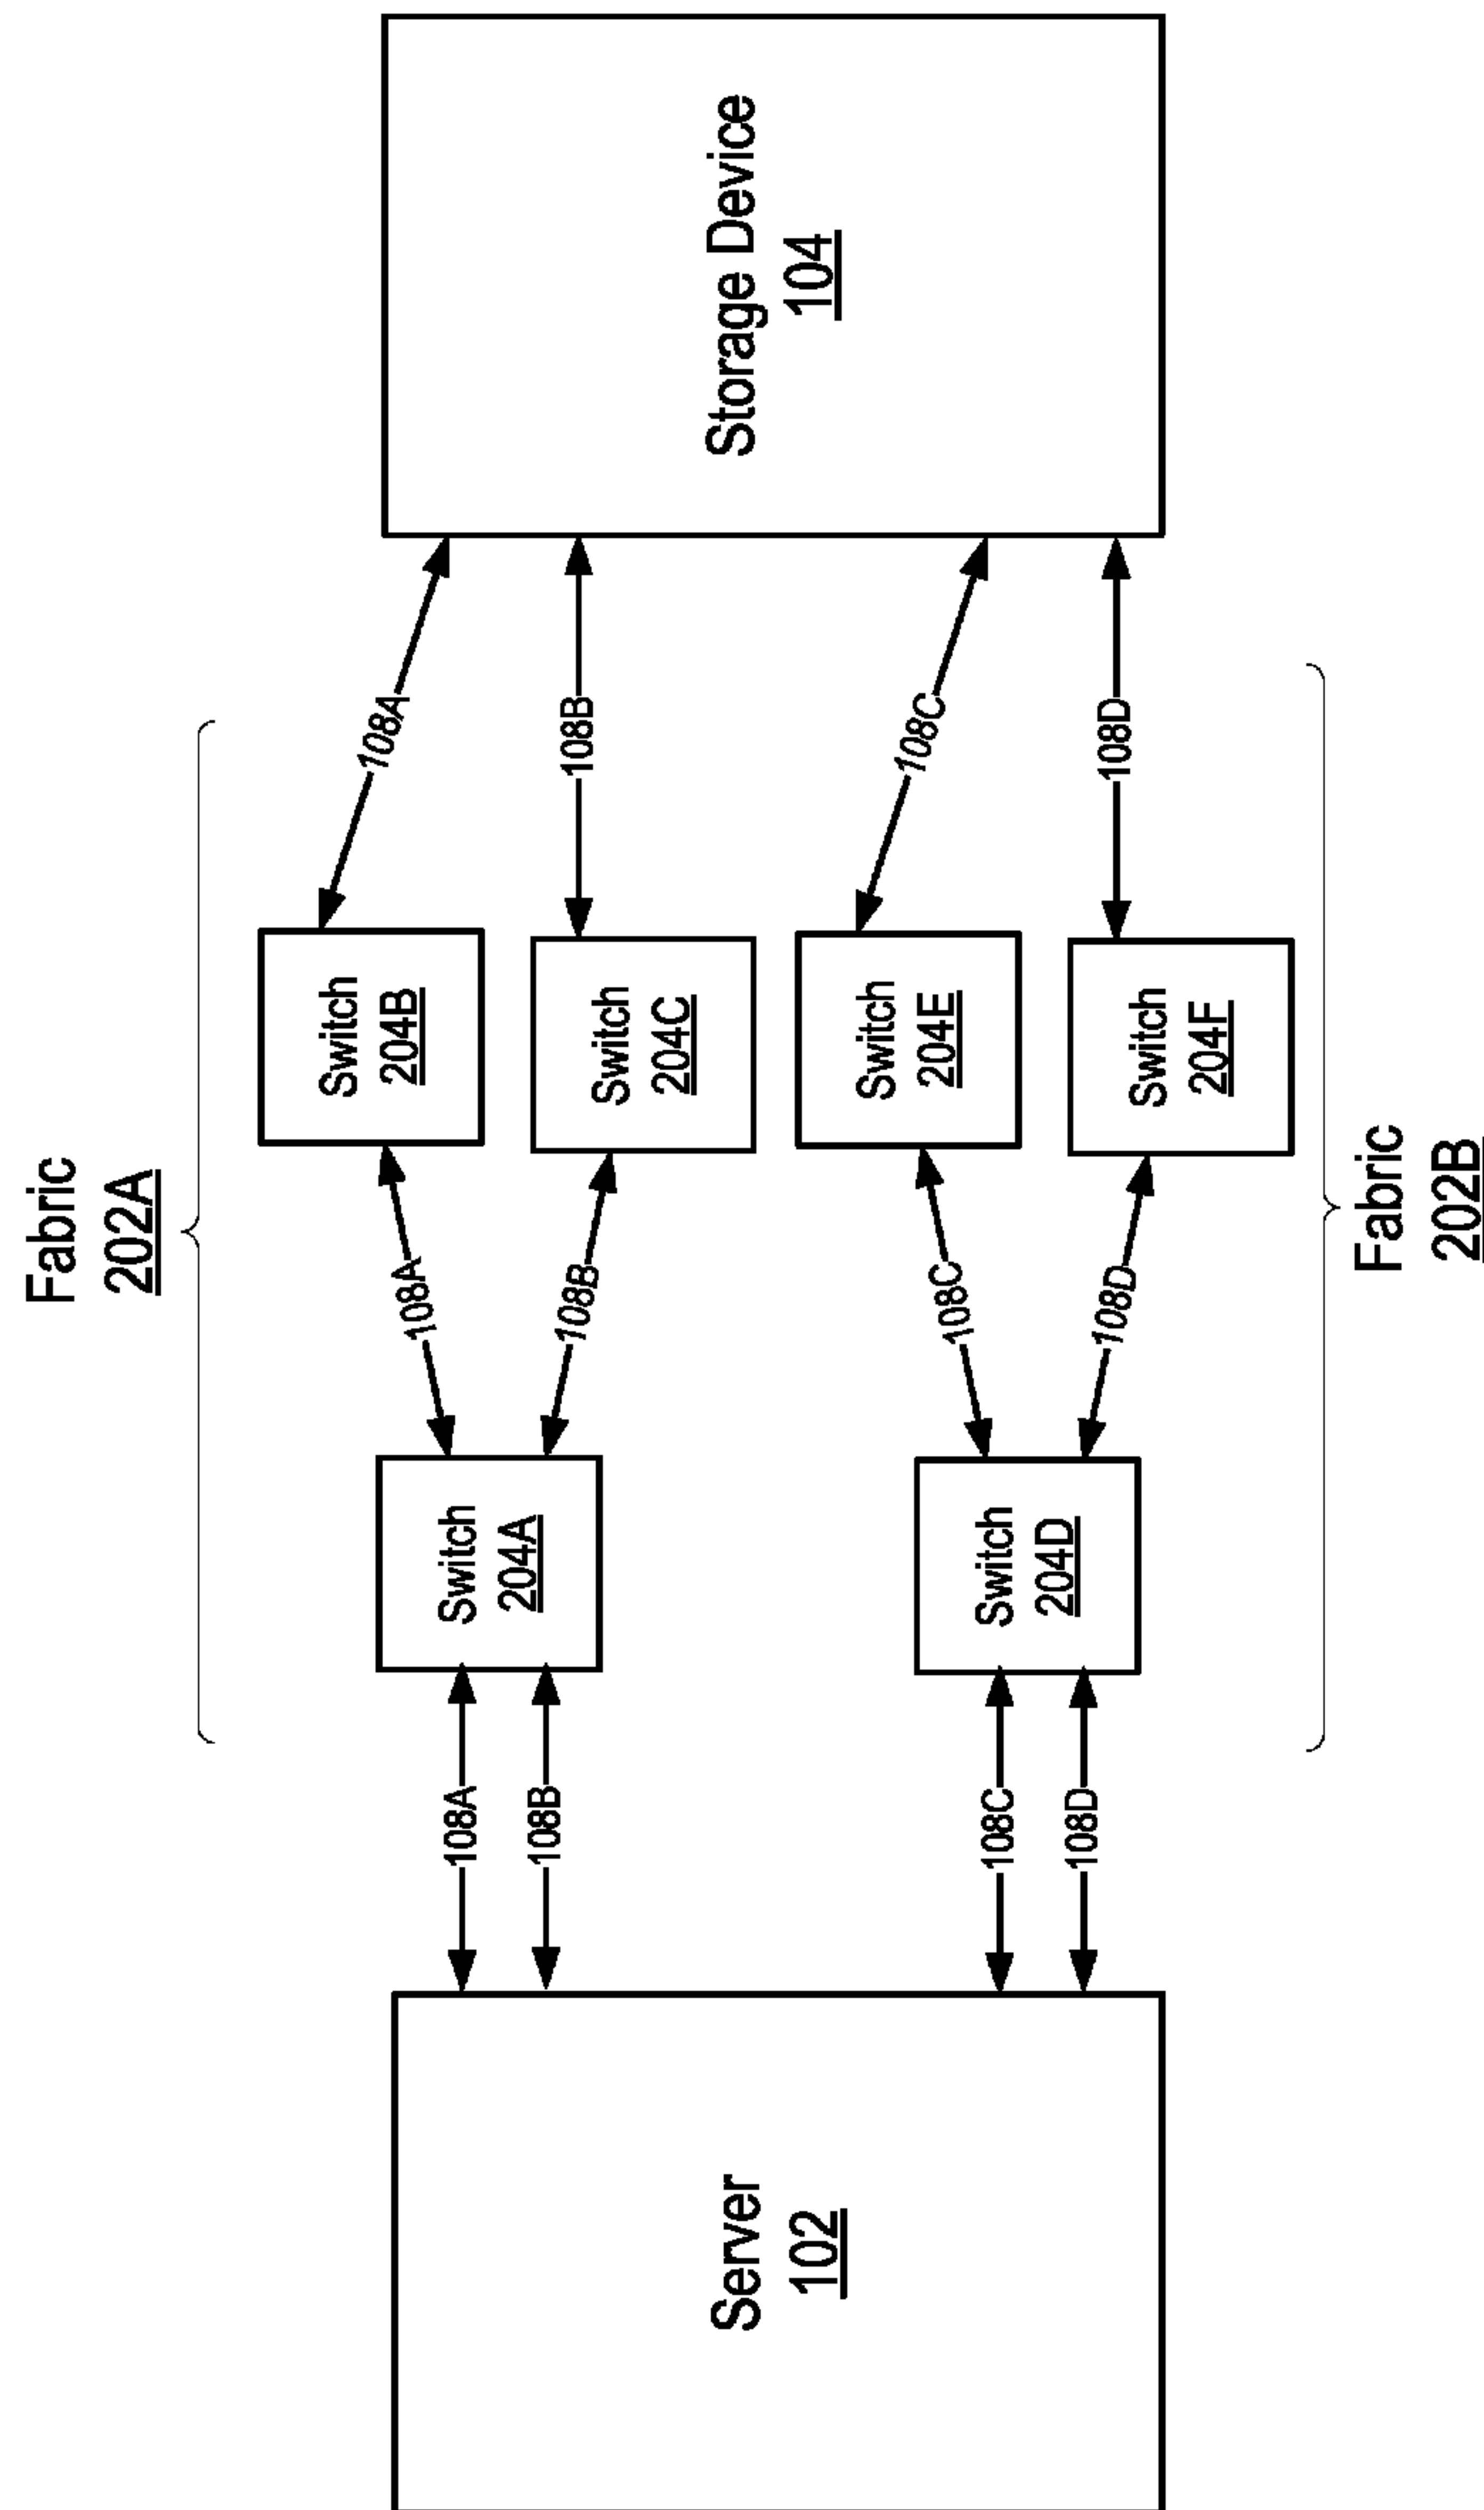 Fabric
202A
Server
102
108A
108B
108C
108D
Switch
204A
Switch
204D
108A
108B
108C
108D
Switch
204B
Switch
204C
Switch
204E
Switch
204F
108A
108B
108C
108D
Storage Device
104
Fabric
202B